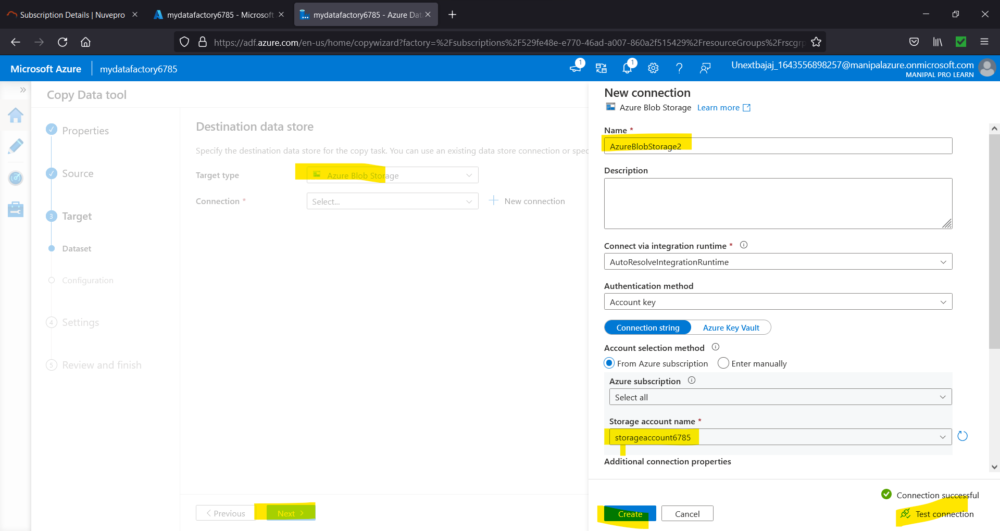 Subscription Details | Nuvepro
mydatafactory6785 - Microsoft
mydatafactory6785 - Azure Dat
https://adf.azure.com/en-us/home/copywizard?factory=%2Fsubscriptions%2F529fe48e-e770-46ad-a007-860a2f515429%2FresourceGroups%2Frscgrp
Microsoft Azure
mydatafactory6785
1
1
Unextbajaj_1643556898257@manipalazure.onmicrosoft.com
MANIPAL PRO LEARN
Copy Data tool
Properties
Source
3 Target
Dataset
Configuration
4 Settings
5 Review and finish
Destination data store
Specify the destination data store for the copy task. You can use an existing data store connection or spec
Target type
Azure Blob Storage
Connection *
Select...
New connection
Previous
Next
New connection
Azure Blob Storage Learn more
Name *
AzureBlobStorage2
Description
Connect via integration runtime *
AutoResolveIntegrationRuntime
Authentication method
Account key
Connection string
Azure Key Vault
Account selection method
From Azure subscription
Enter manually
Azure subscription
Select all
Storage account name *
storageaccount6785
Additional connection properties
Connection successful
Create
Cancel
Test connection